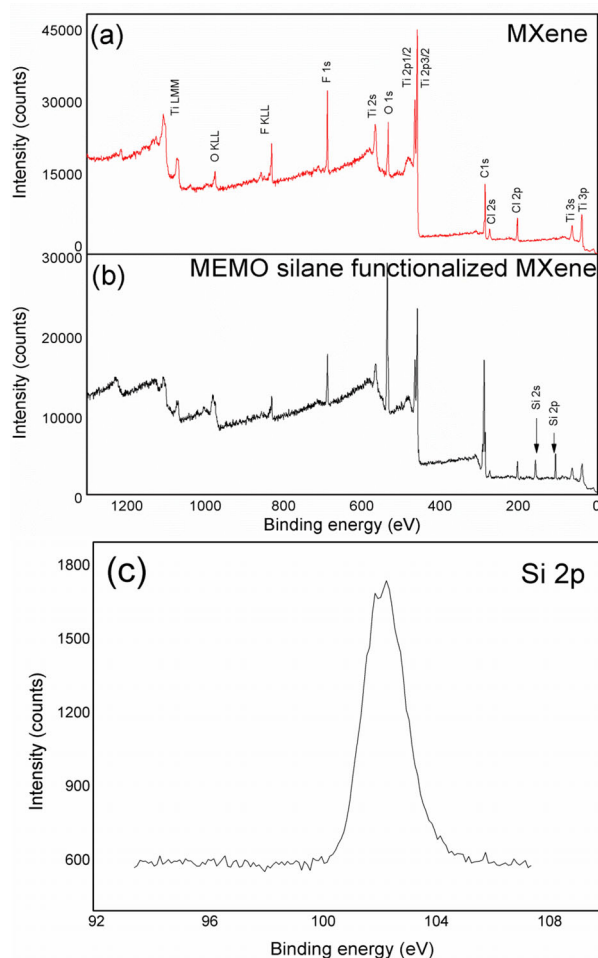 (a)
MXene
45000
30000
15000
0
Intensity (counts)
Ti LMM
O KLL
F KLL
F 1s
Ti 2s
O 1s
Ti 2p1/2
Ti 2p3/2
C1s
Cl 2s
Cl 2p
Ti 3s
Ti 3p
(b)
MEMO silane functionalized MXene
30000
20000
10000
0
Intensity (counts)
Si 2s
Si 2p
1200 1000 800 600 400 200 0
Binding energy (eV)
(c)
Si 2p
1800
1500
1200
900
600
Intensity (counts)
92 96 100 104 108
Binding energy (eV)